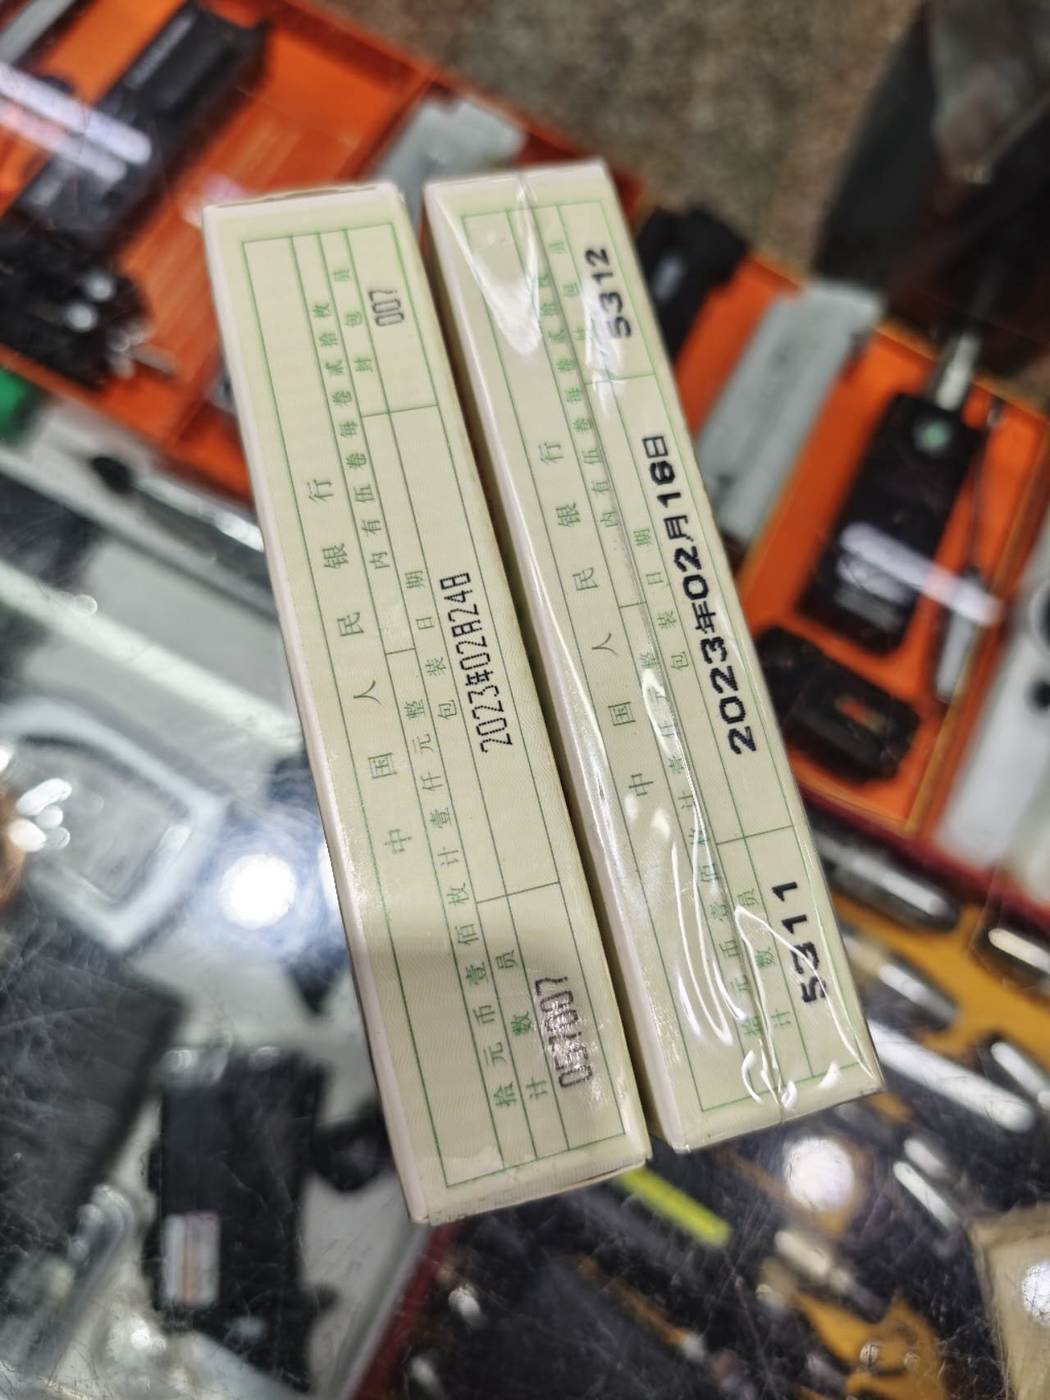 中国人民银行
拾元币壹佰枚计壹仟元整 内有伍卷每卷贰拾枚
计数员
包装日期
封包员
057007
2023年02月24日
007
中国人民银行
拾元币壹佰枚计壹仟元整 内有伍卷每卷贰拾枚
计数员
包装日期
封包员
5311
2023年02月16日
5312